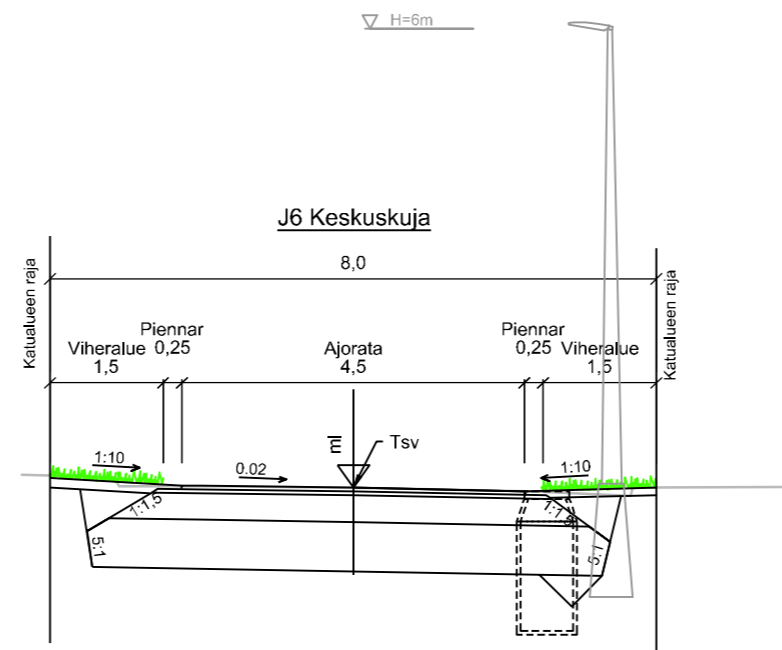 H=6m
J6 Keskuskuja
8,0
Katualueen raja
Katualueen raja
Piennar
0,25
Piennar
0,25
Viheralue
1,5
Ajorata
4,5
Viheralue
1,5
ml
Tsv
1:10
0.02
1:10
1:1,5
1:1,5
5:1
5:1